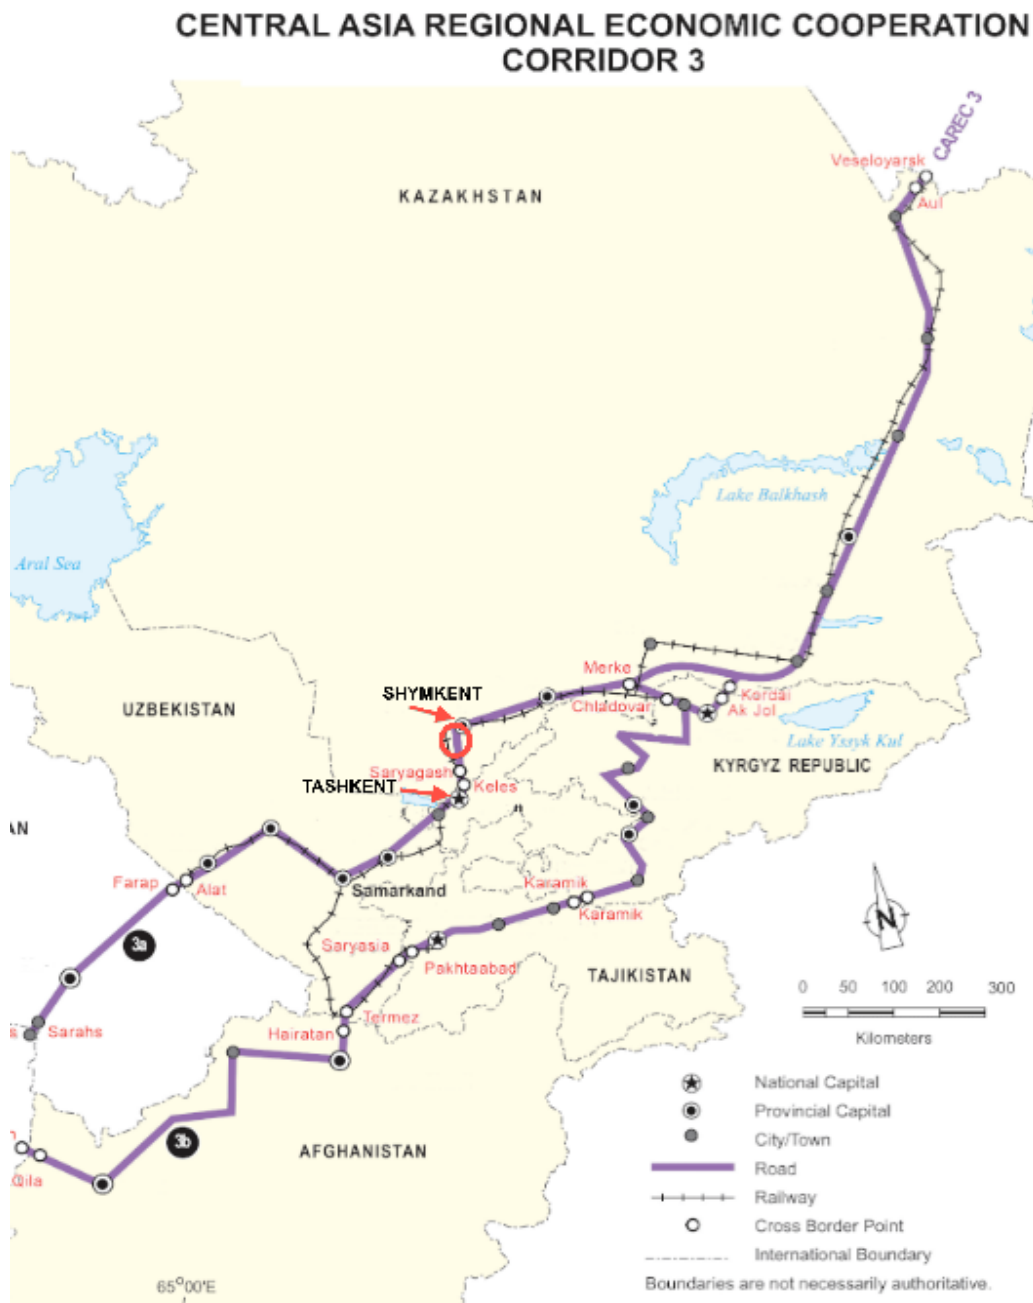 CENTRAL ASIA REGIONAL ECONOMIC COOPERATION
CORRIDOR 3
CAREC 3
Veseloyarsk
Aul
KAZAKHSTAN
Lake Balkhash
Aral Sea
Merke
SHYMKENT
Kordai
Chladovar
Ak Jol
UZBEKISTAN
Lake Yssyk Kul
Saryagash
KYRGYZ REPUBLIC
TASHKENT
Keles
AN
Farap
Alat
Samarkand
Karamik
Karamik
N
3a
Saryasia
Pakhtaabad
TAJIKISTAN
0 50 100 200 300
Kilometers
s
Sarahs
Termez
Hairatan
National Capital
Provincial Capital
City/Town
Road
Railway
Cross Border Point
International Boundary
Boundaries are not necessarily authoritative.
3b
AFGHANISTAN
n
Qila
65°00'E